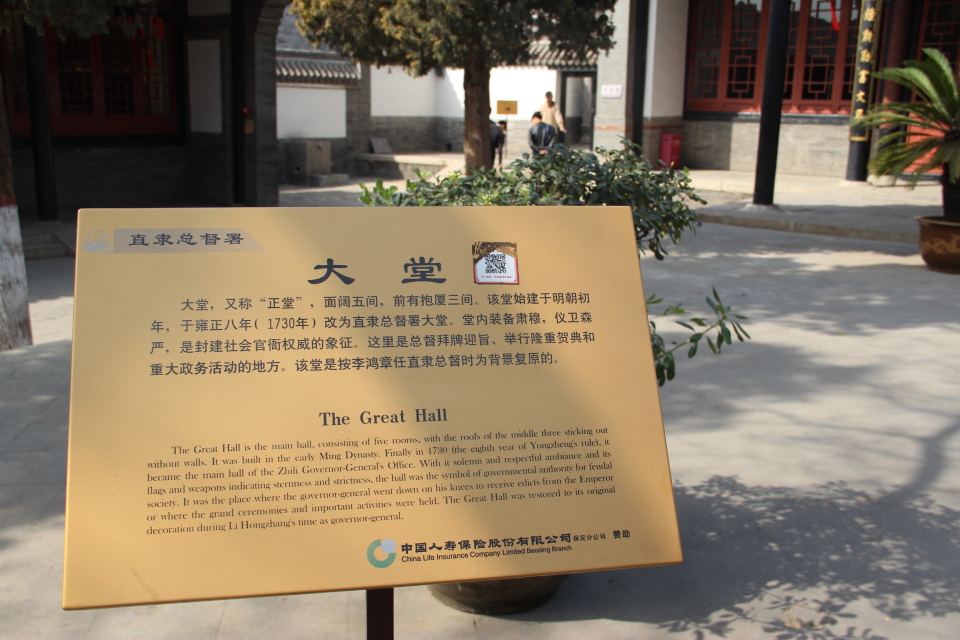 直隶总督署
大 堂
大堂，又称“正堂”，面阔五间，前有抱厦三间。该堂始建于明朝初
年，于雍正八年( 1730年）改为直隶总督署大堂。堂内装备肃穆，仪卫森
严，是封建社会官衙权威的象征。这里是总督拜牌迎旨、举行隆重贺典和
重大政务活动的地方。该堂是按李鸿章任直隶总督时为背景复原的。
The Great Hall
The Great Hall is the main hall, consisting of five rooms, with the roofs of the middle three sticking out
without walls. It was built in the early Ming Dynasty. Finally in 1730 (the eighth year of Yongzheng's rule), it
became the main hall of the Zhili Governor-General's Office. With it solemn and respectful ambiance and its
flags and weapons indicating sternness and strictness, the hall was the symbol of governmental authority for feudal
society. It was the place where the governor-general went down on his knees to receive edicts from the Emperor
or where the grand ceremonies and important activities were held. The Great Hall was restored to its original
decoration during Li Hongzhang's time as governor-general.
中国人寿保险股份有限公司 保定分公司 赞助
China Life Insurance Company Limited Baoding Branch